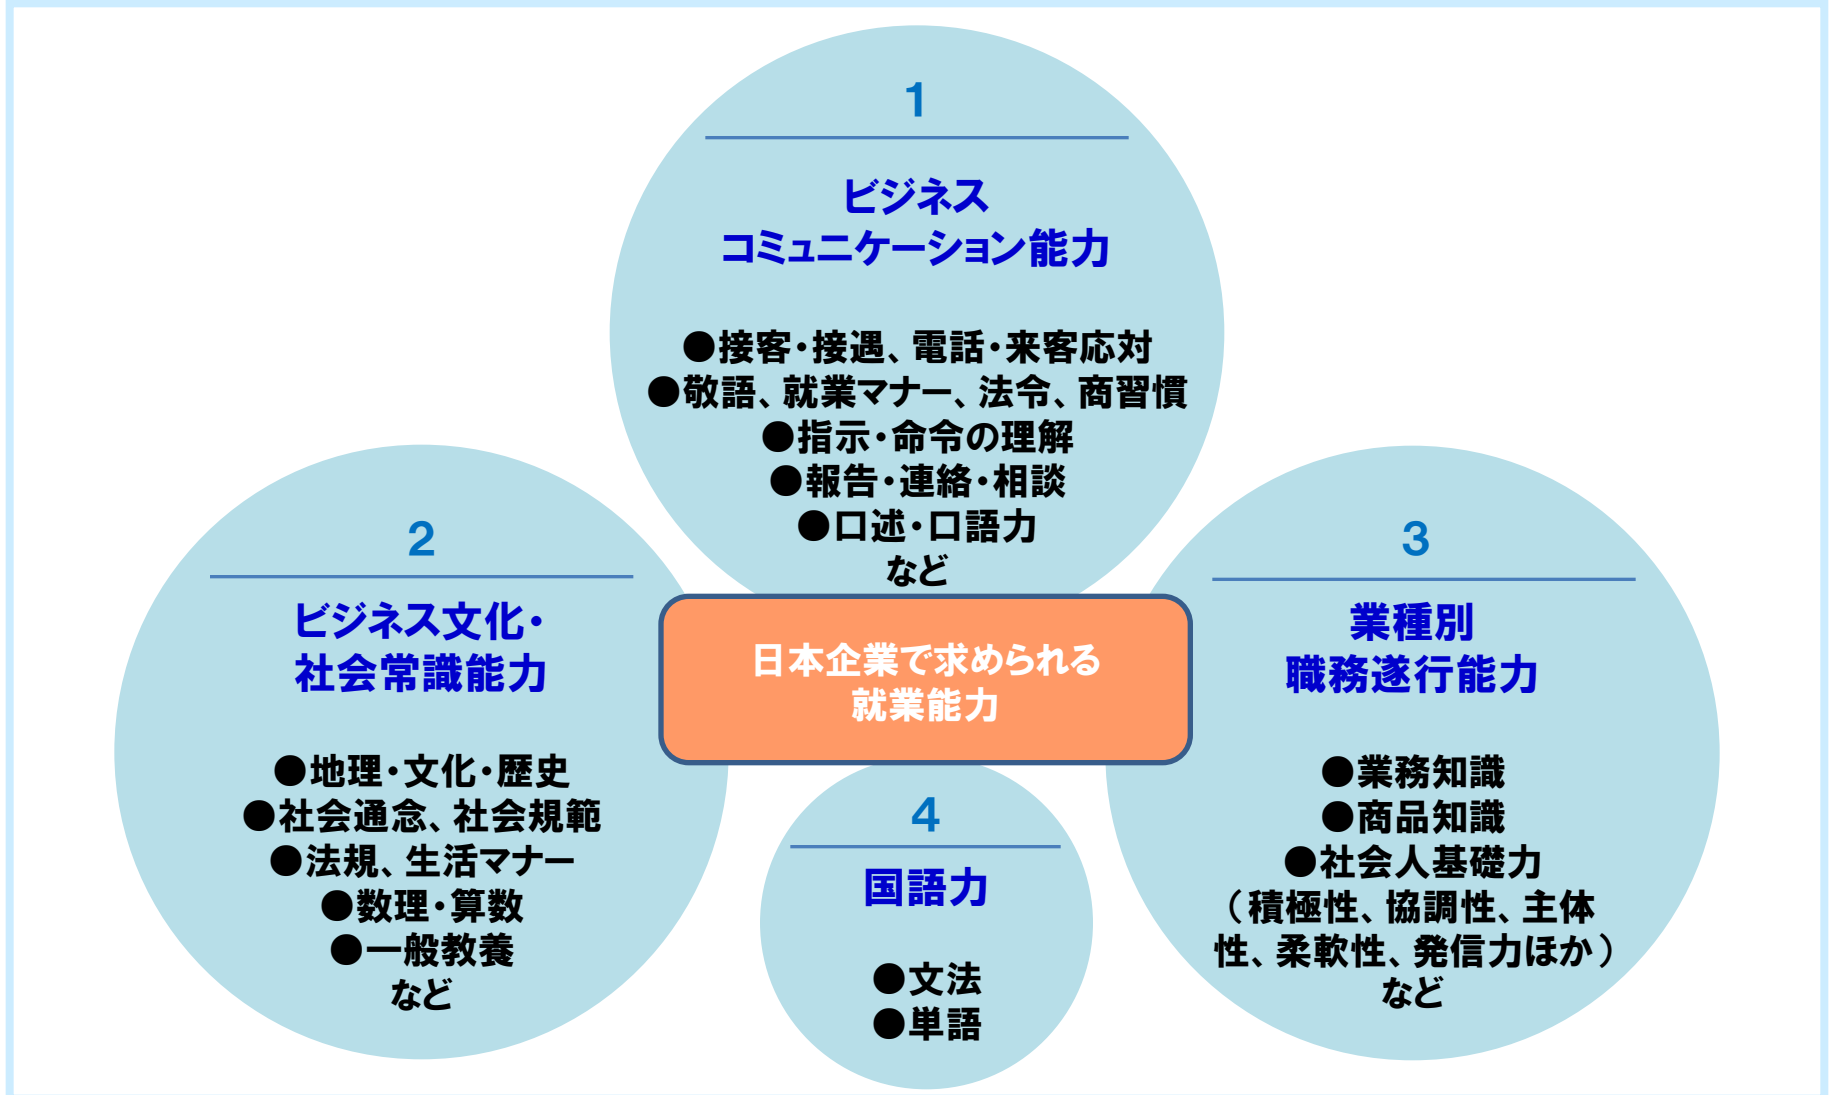 1
ビジネス
コミュニケーション能力
●接客・接遇、電話・来客応対
●敬語、就業マナー、法令、商習慣
●指示・命令の理解
●報告・連絡・相談
●口述・口語力
など
2
ビジネス文化・
社会常識能力
●地理・文化・歴史
●社会通念、社会規範
●法規、生活マナー
●数理・算数
●一般教養
など
日本企業で求められる
就業能力
3
業種別
職務遂行能力
●業務知識
●商品知識
●社会人基礎力
（積極性、協調性、主体
性、柔軟性、発信力ほか）
など
4
国語力
●文法
●単語